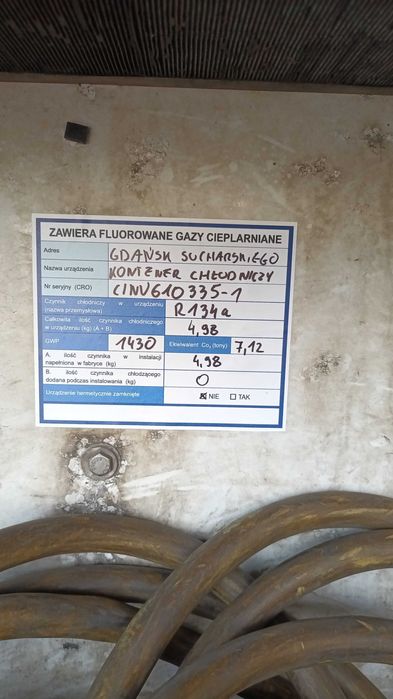 ZAWIERA FLUOROWANE GAZY CIEPLARNIANE
Adres GDAŃSK SUCHARSKIEGO
Nazwa urządzenia KONTENER CHŁODNICZY
Nr seryjny (CRO) CINU610335-1
Czynnik chłodniczy w urządzeniu
(nazwa przemysłowa) R134a
Całkowita ilość czynnika chłodniczego
w urządzeniu (kg) (A + B) 4,98
GWP 1430 Ekwiwalent Co₂ (tony) 7,12
A. ilość czynnika w instalacji
napełniona w fabryce (kg) 4,98
B. ilość czynnika chłodzącego
dodana podczas instalowania (kg) 0
Urządzenie hermetycznie zamknięte ☒ NIE ☐ TAK